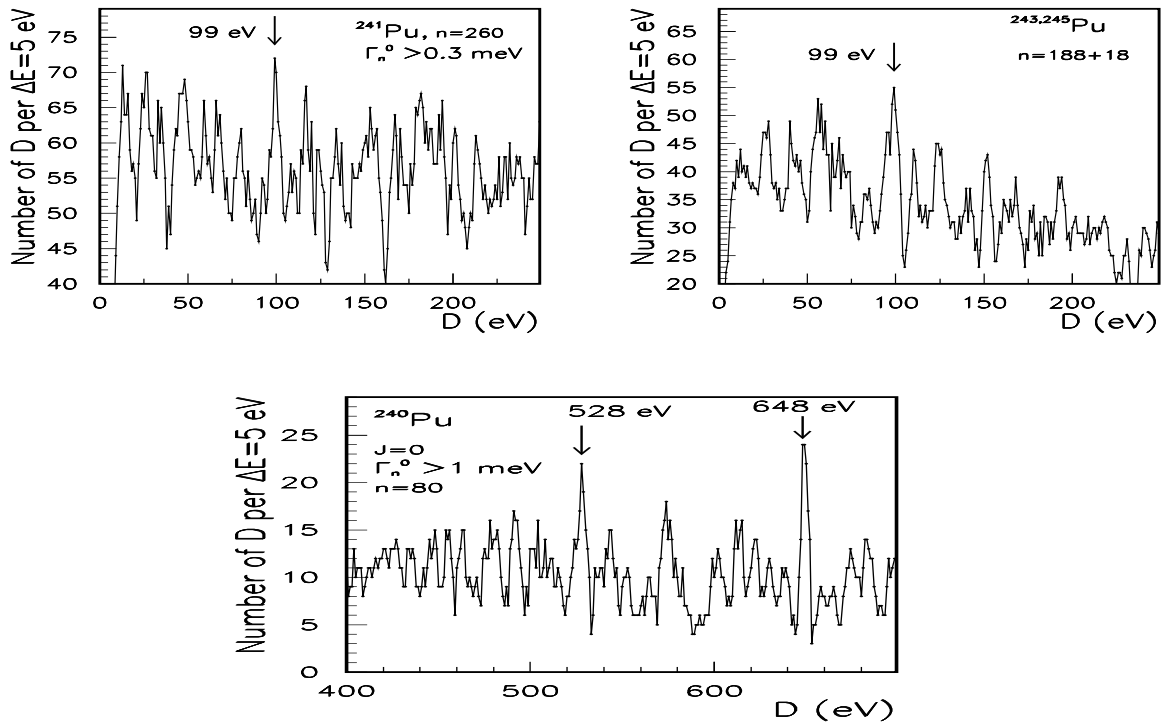 Number of D per ΔE=5 eV
75
70
65
60
55
50
45
40
99 eV
²⁴¹Pu, n=260
Γₙ⁰ >0.3 meV
0 50 100 150 200
D (eV)
Number of D per ΔE=5 eV
65
60
55
50
45
40
35
30
25
20
99 eV
²⁴³,²⁴⁵Pu
n=188+18
0 50 100 150 200
D (eV)
Number of D per ΔE=5 eV
25
20
15
10
5
0
²⁴⁰Pu
J=0
Γₙ⁰ >1 meV
n=80
528 eV
648 eV
400 500 600
D (eV)